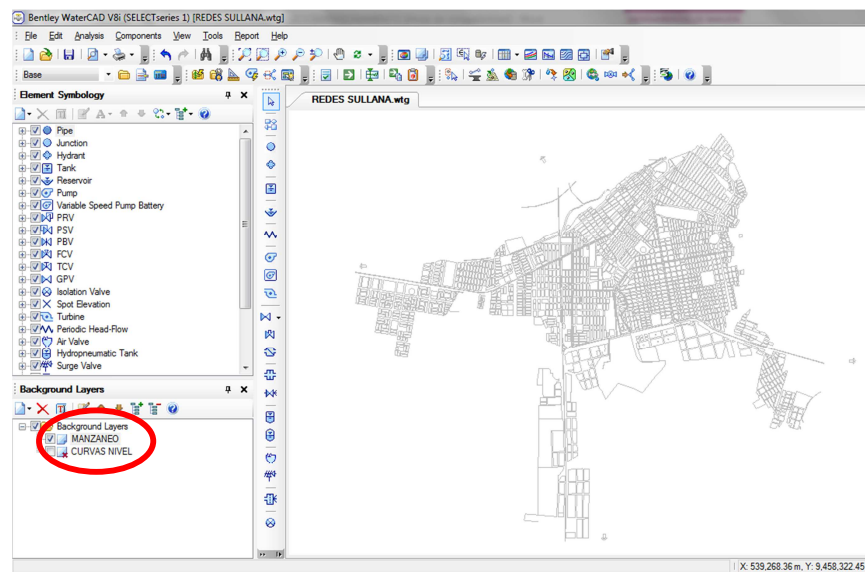 Bentley WaterCAD V8i (SELECTseries 1) [REDES SULLANA.wtg]
File Edit Analysis Components View Tools Report Help
Base
Element Symbology
Pipe
Junction
Hydrant
Tank
Reservoir
Pump
Variable Speed Pump Battery
PRV
PSV
PBV
FCV
TCV
GPV
Isolation Valve
Spot Elevation
Turbine
Periodic Head-Flow
Air Valve
Hydropneumatic Tank
Surge Valve
Background Layers
Background Layers
MANZANEO
CURVAS NIVEL
REDES SULLANA.wtg
X: 539,268.36 m, Y: 9,458,322.45